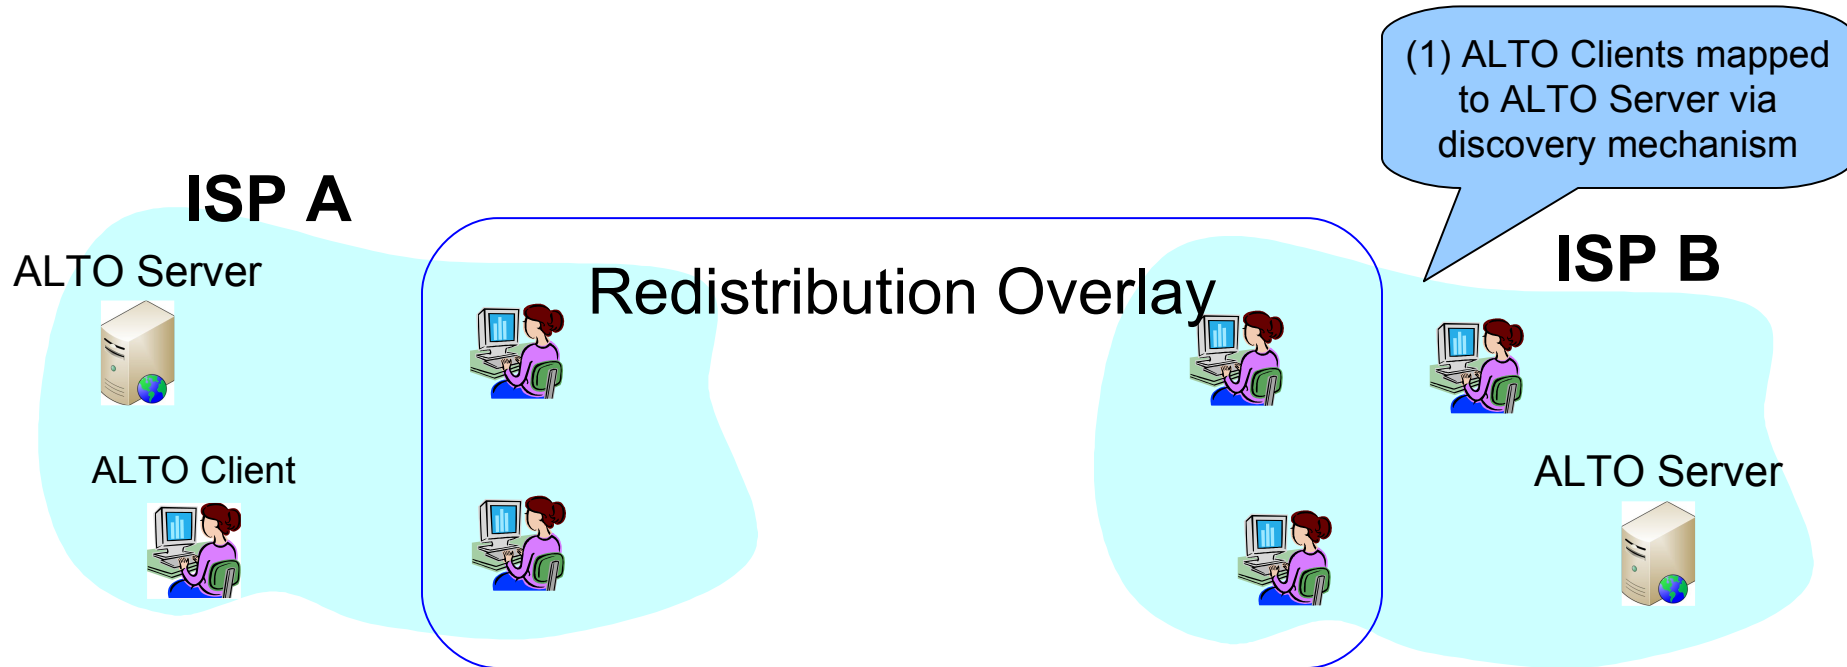 (1) ALTO Clients mapped
to ALTO Server via
discovery mechanism
ISP A
ISP B
ALTO Server
Redistribution Overlay
ALTO Client
ALTO Server